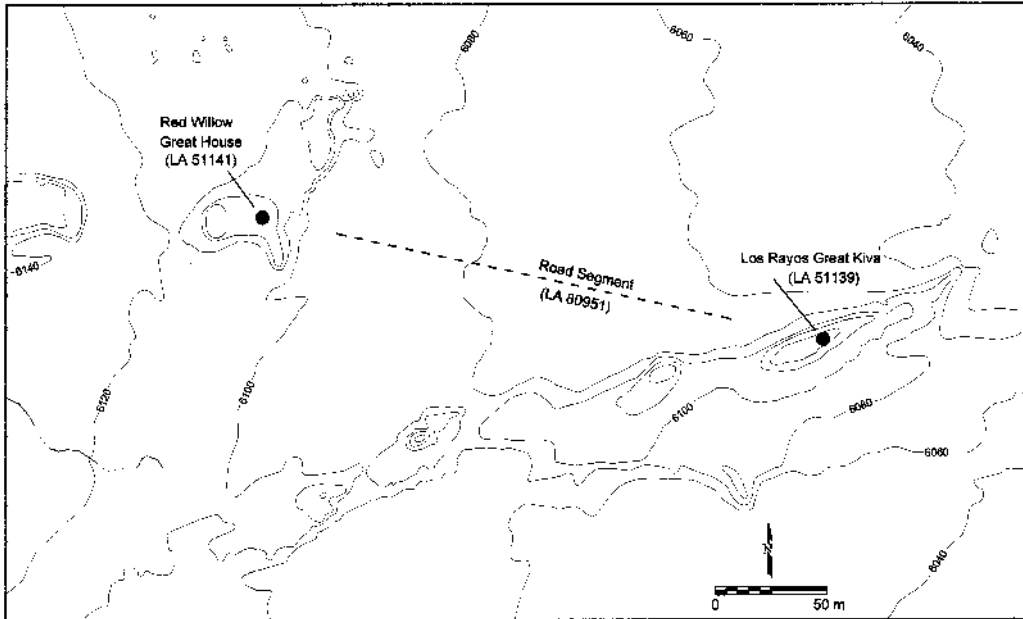 6080
6060
6040
Red Willow
Great House
(LA 51141)
6140
Road Segment
(LA 80951)
Los Rayos Great Kiva
(LA 51139)
6120
6100
6100
6080
6060
6040
N
0 50 m